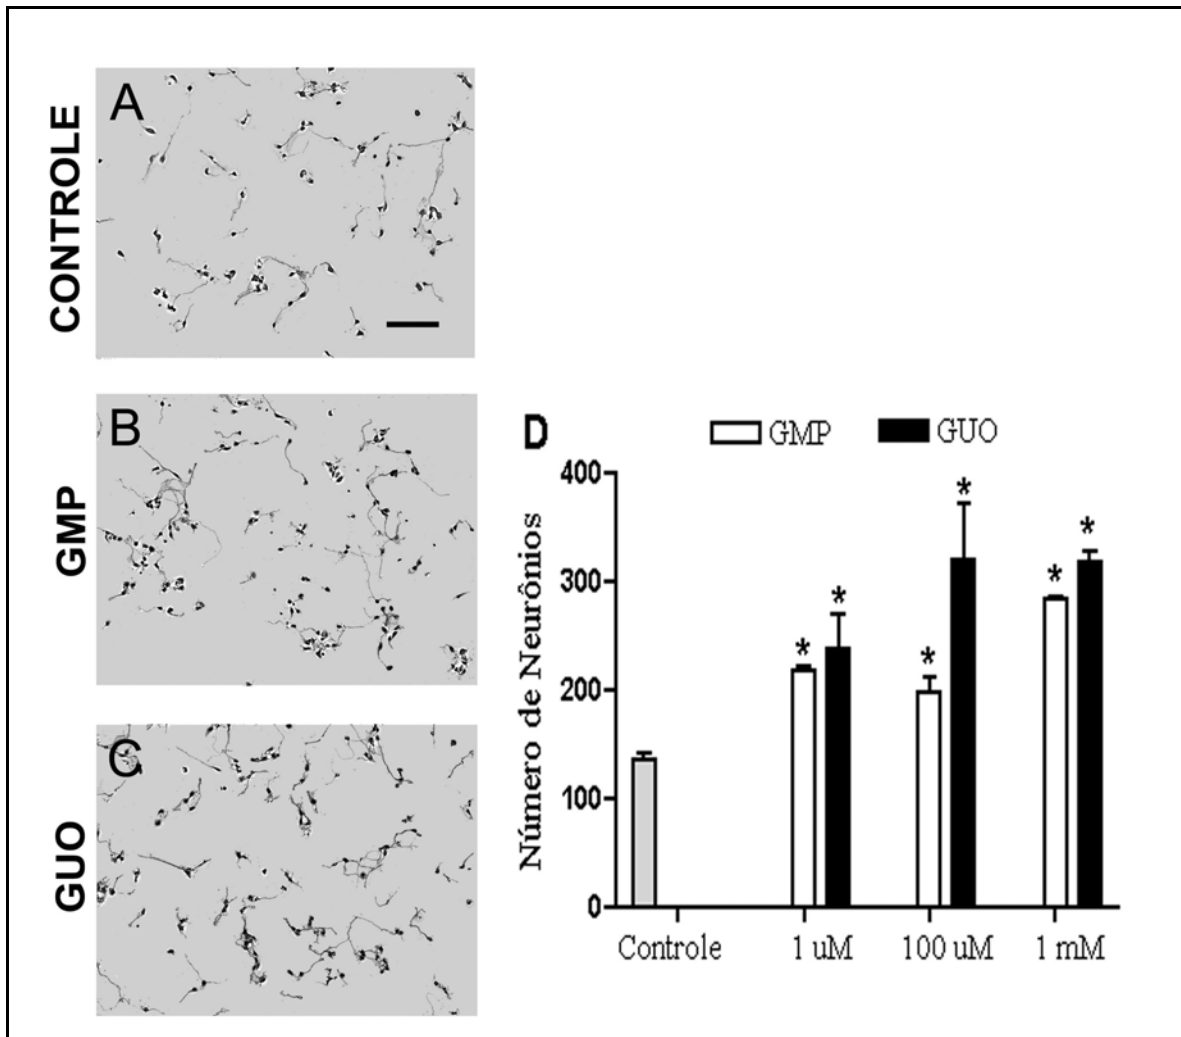 CONTROLE
A
GMP
B
GUO
C
D
GMP
GUO
Número de Neurônios
400
300
200
100
0
*
*
*
*
*
*
Controle
1 uM
100 uM
1 mM